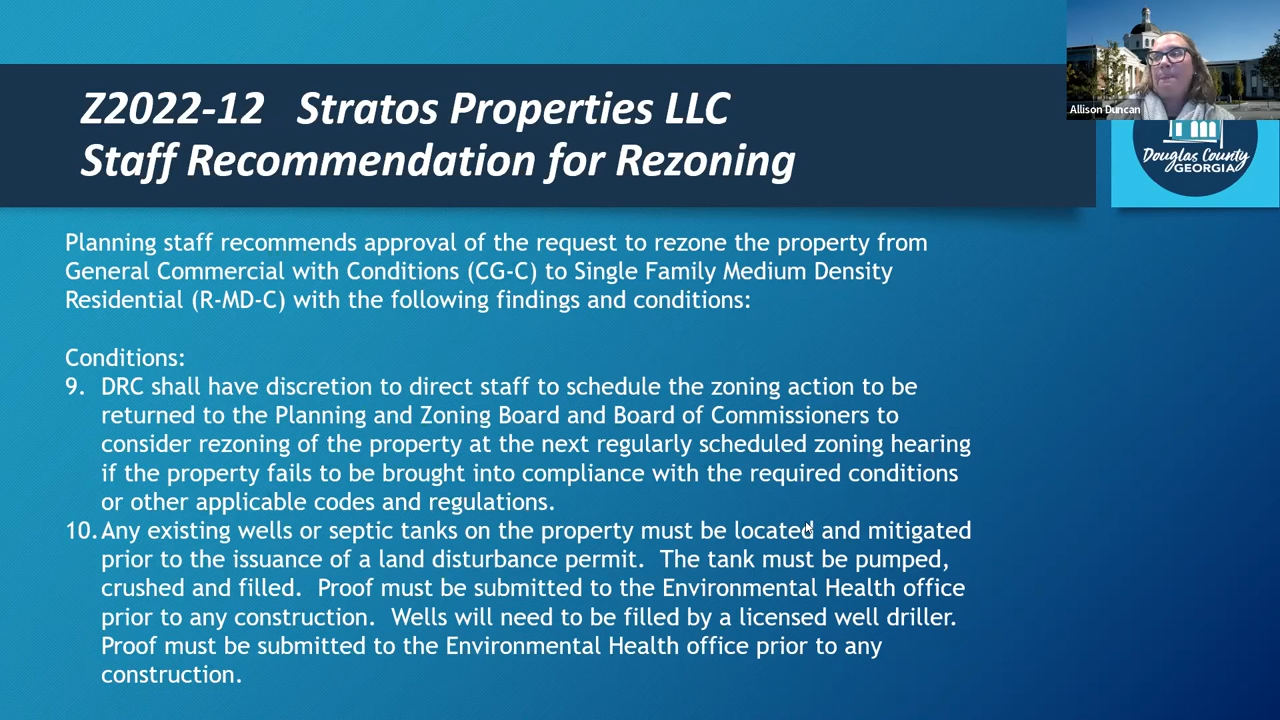 Z2022-12 Stratos Properties LLC
Staff Recommendation for Rezoning
Allison Duncan
Douglas County
GEORGIA
Planning staff recommends approval of the request to rezone the property from
General Commercial with Conditions (CG-C) to Single Family Medium Density
Residential (R-MD-C) with the following findings and conditions:
Conditions:
9. DRC shall have discretion to direct staff to schedule the zoning action to be
returned to the Planning and Zoning Board and Board of Commissioners to
consider rezoning of the property at the next regularly scheduled zoning hearing
if the property fails to be brought into compliance with the required conditions
or other applicable codes and regulations.
10. Any existing wells or septic tanks on the property must be located and mitigated
prior to the issuance of a land disturbance permit. The tank must be pumped,
crushed and filled. Proof must be submitted to the Environmental Health office
prior to any construction. Wells will need to be filled by a licensed well driller.
Proof must be submitted to the Environmental Health office prior to any
construction.